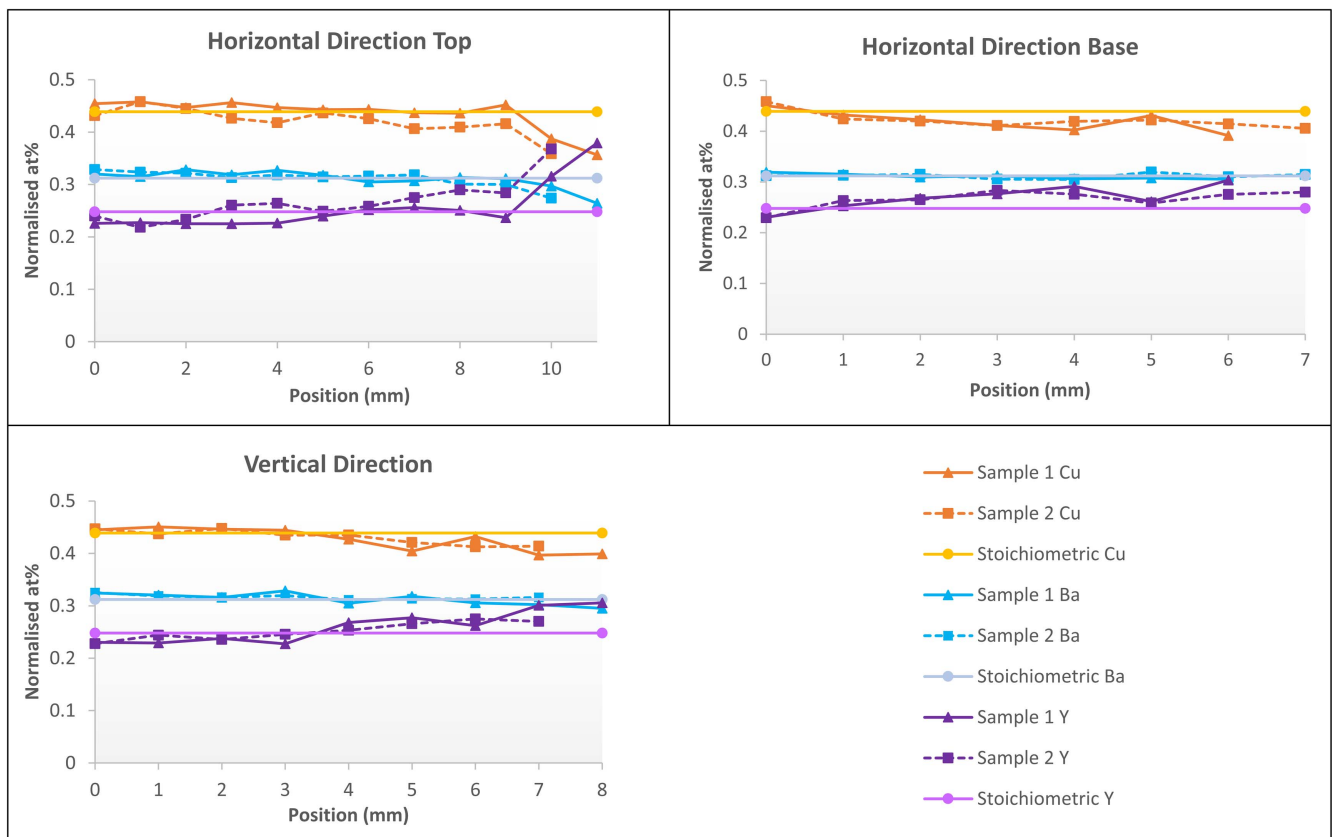 Horizontal Direction Top
Normalised at%
0.5
0.4
0.3
0.2
0.1
0
0 2 4 6 8 10
Position (mm)
Horizontal Direction Base
Normalised at%
0.5
0.4
0.3
0.2
0.1
0
0 1 2 3 4 5 6 7
Position (mm)
Vertical Direction
Normalised at%
0.5
0.4
0.3
0.2
0.1
0
0 1 2 3 4 5 6 7 8
Position (mm)
Sample 1 Cu
Sample 2 Cu
Stoichiometric Cu
Sample 1 Ba
Sample 2 Ba
Stoichiometric Ba
Sample 1 Y
Sample 2 Y
Stoichiometric Y